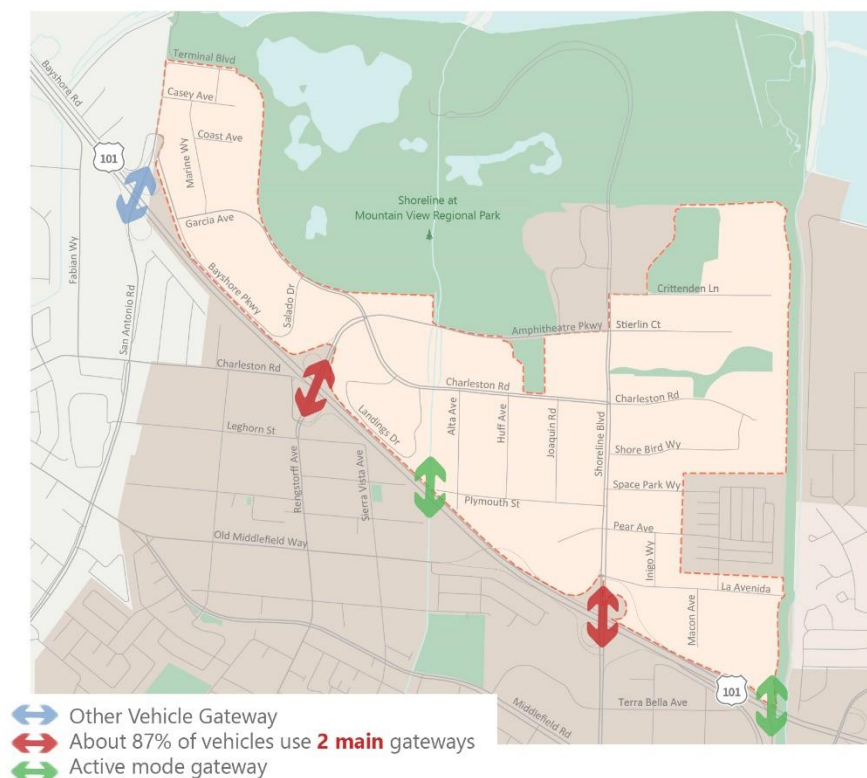 Terminal Blvd
Bayshore Rd
Casey Ave
Coast Ave
Marine Wy
101
Shoreline at
Mountain View Regional Park
Garcia Ave
Fabian Wy
San Antonio Rd
Bayshore Pkwy
Salado Dr
Crittenden Ln
Amphitheatre Pkwy
Stierlin Ct
Charleston Rd
Charleston Rd
Charleston Rd
Landings Dr
Alta Ave
Huff Ave
Joaquin Rd
Shoreline Blvd
Leghorn St
Rengstorff Ave
Sierra Vista Ave
Shore Bird Wy
Space Park Wy
Plymouth St
Pear Ave
Old Middlefield Way
Inigo Wy
La Avenida
Macon Ave
101
Terra Bella Ave
Middlefield Rd
Other Vehicle Gateway
About 87% of vehicles use 2 main gateways
Active mode gateway